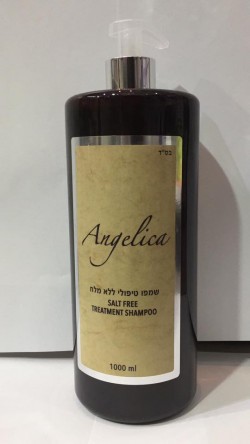 בס"ד
Angelica
שמפו טיפולי ללא מלח
SALT FREE
TREATMENT SHAMPOO
1000 ml